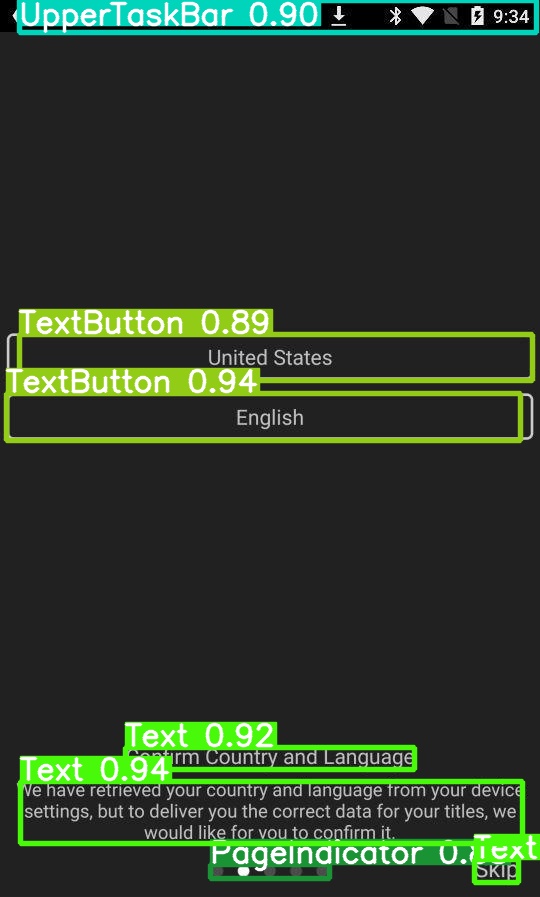 UpperTaskBar 0.90
9:34
TextButton 0.89
United States
TextButton 0.94
English
Text 0.92
Confirm Country and Language
Text 0.94
We have retrieved your country and language from your device
settings, but to deliver you the correct data for your titles, we
would like for you to confirm it.
PageIndicator 0.
Text
Skip